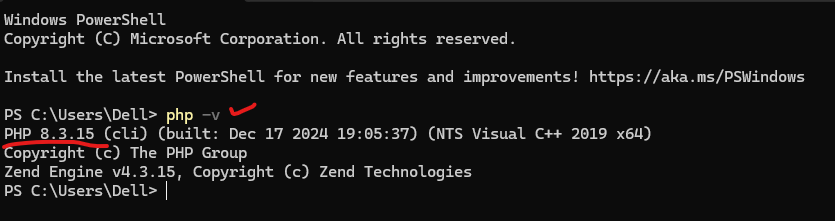 Windows PowerShell
Copyright (C) Microsoft Corporation. All rights reserved.
Install the latest PowerShell for new features and improvements! https://aka.ms/PSWindows
PS C:\Users\Dell> php -v
PHP 8.3.15 (cli) (built: Dec 17 2024 19:05:37) (NTS Visual C++ 2019 x64)
Copyright (c) The PHP Group
Zend Engine v4.3.15, Copyright (c) Zend Technologies
PS C:\Users\Dell>